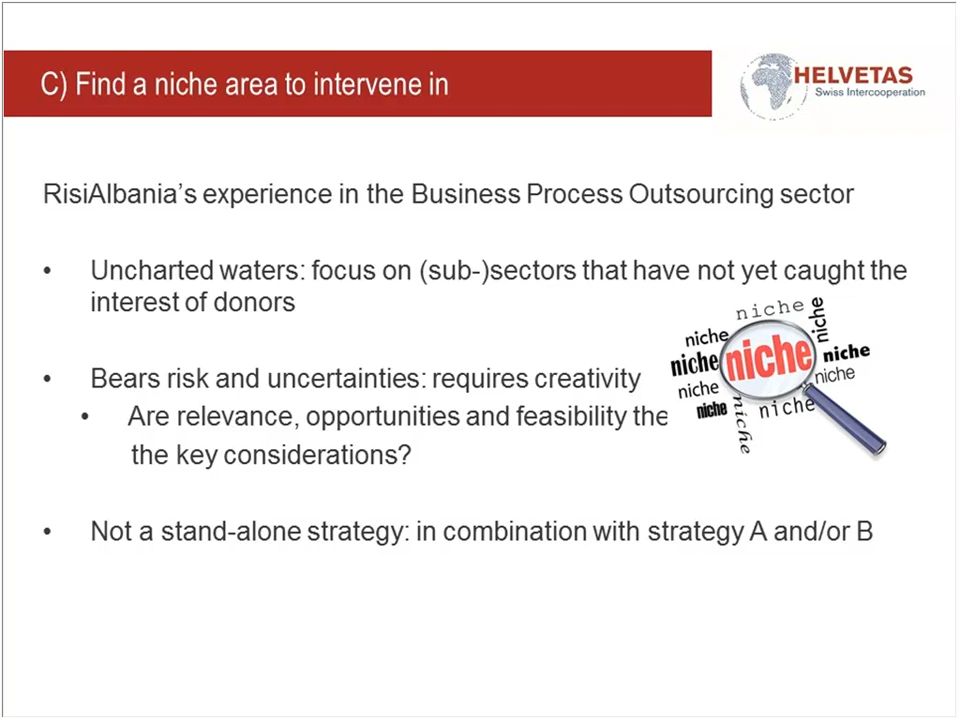 C) Find a niche area to intervene in
HELVETAS
Swiss Intercooperation
RisiAlbania's experience in the Business Process Outsourcing sector
• Uncharted waters: focus on (sub-)sectors that have not yet caught the
interest of donors
• Bears risk and uncertainties: requires creativity
• Are relevance, opportunities and feasibility the
the key considerations?
niche
niche
niche
niche
niche
niche
niche
niche
niche
niche
niche
• Not a stand-alone strategy: in combination with strategy A and/or B